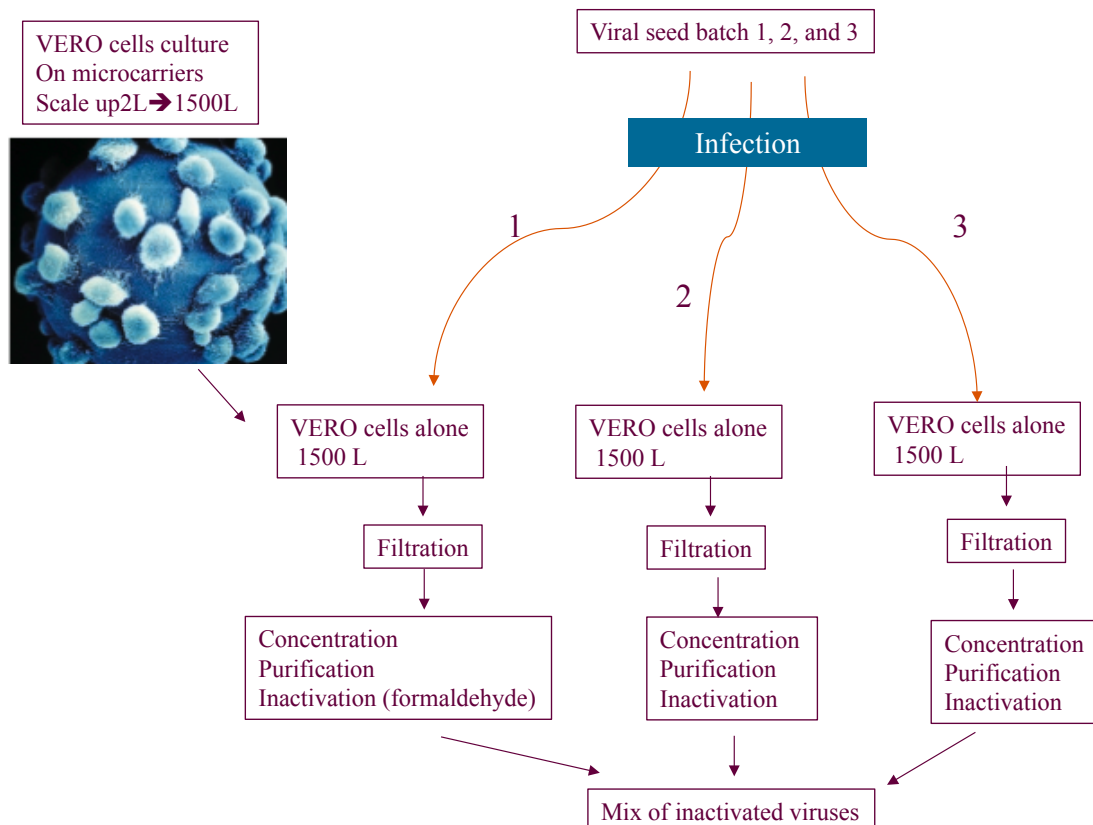 VERO cells culture
On microcarriers
Scale up2L➔1500L
Viral seed batch 1, 2, and 3
Infection
1
2
3
VERO cells alone
1500 L
VERO cells alone
1500 L
VERO cells alone
1500 L
Filtration
Filtration
Filtration
Concentration
Purification
Inactivation (formaldehyde)
Concentration
Purification
Inactivation
Concentration
Purification
Inactivation
Mix of inactivated viruses